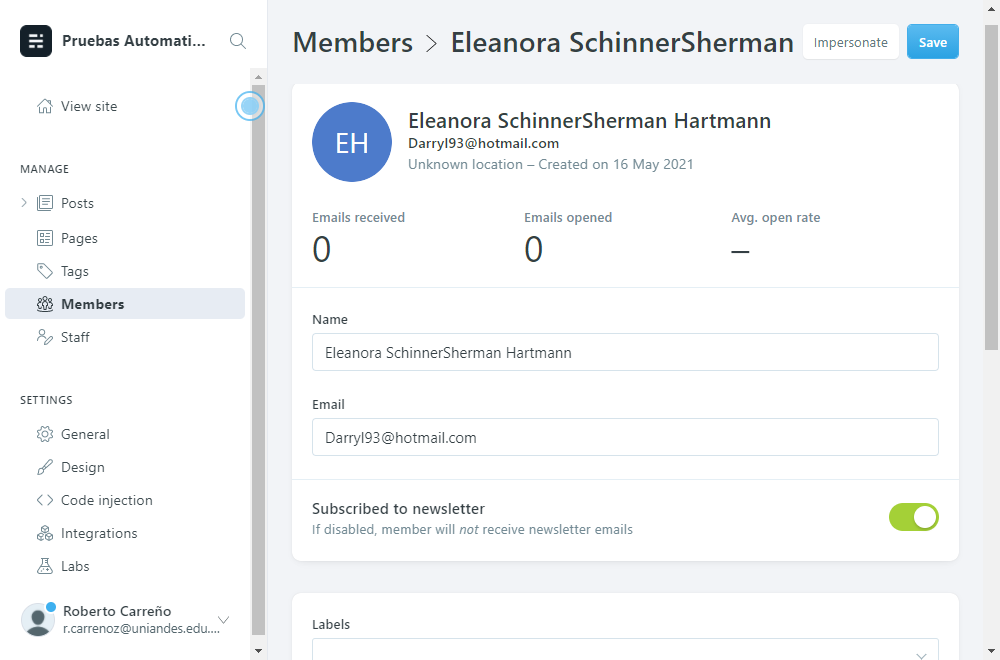 Pruebas Automati...
View site
MANAGE
Posts
Pages
Tags
Members
Staff
SETTINGS
General
Design
Code injection
Integrations
Labs
Roberto Carreño
r.carrenoz@uniandes.edu....
Members > Eleanora SchinnerSherman
Impersonate
Save
EH
Eleanora SchinnerSherman Hartmann
Darryl93@hotmail.com
Unknown location – Created on 16 May 2021
Emails received
Emails opened
Avg. open rate
0
0
–
Name
Eleanora SchinnerSherman Hartmann
Email
Darryl93@hotmail.com
Subscribed to newsletter
If disabled, member will not receive newsletter emails
Labels